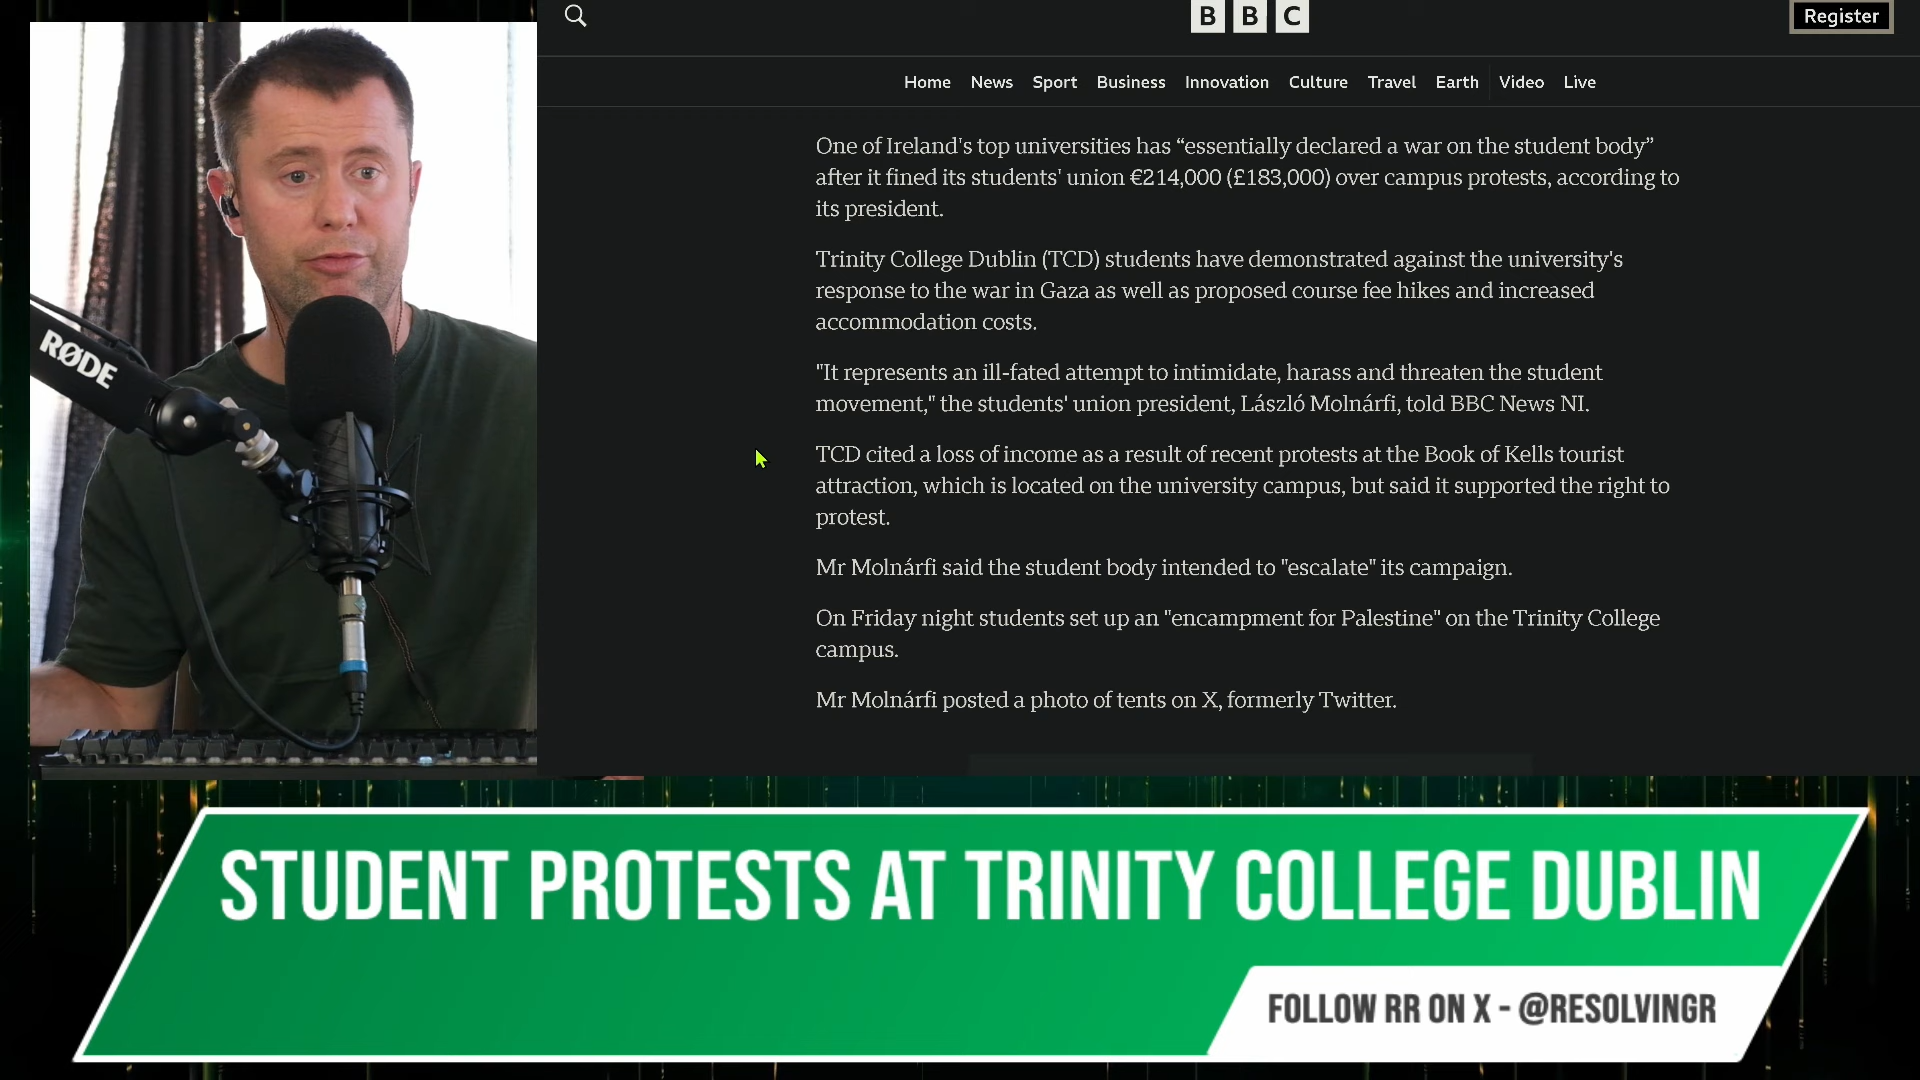 BBC
Register
Home News Sport Business Innovation Culture Travel Earth Video Live
One of Ireland's top universities has “essentially declared a war on the student body”
after it fined its students' union €214,000 (£183,000) over campus protests, according to
its president.
Trinity College Dublin (TCD) students have demonstrated against the university's
response to the war in Gaza as well as proposed course fee hikes and increased
accommodation costs.
"It represents an ill-fated attempt to intimidate, harass and threaten the student
movement," the students' union president, László Molnárfi, told BBC News NI.
TCD cited a loss of income as a result of recent protests at the Book of Kells tourist
attraction, which is located on the university campus, but said it supported the right to
protest.
Mr Molnárfi said the student body intended to "escalate" its campaign.
On Friday night students set up an "encampment for Palestine" on the Trinity College
campus.
Mr Molnárfi posted a photo of tents on X, formerly Twitter.
RØDE
STUDENT PROTESTS AT TRINITY COLLEGE DUBLIN
FOLLOW RR ON X - @RESOLVINGR